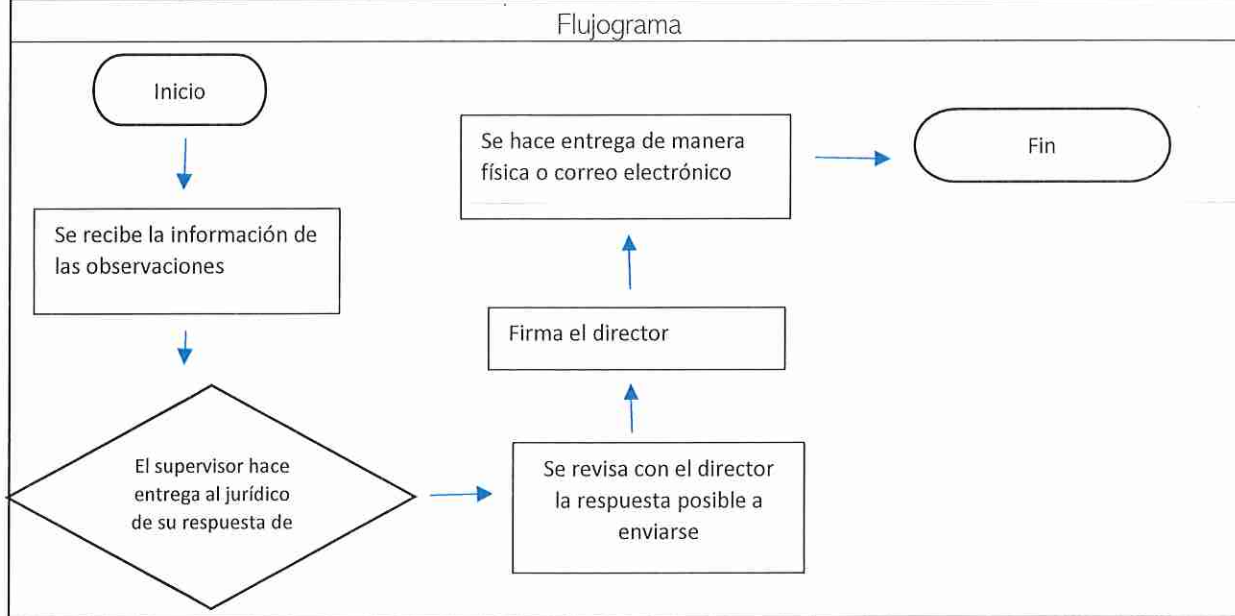 Flujograma
Inicio
Se recibe la información de
las observaciones
El supervisor hace
entrega al jurídico
de su respuesta de
Se revisa con el director
la respuesta posible a
enviarse
Firma el director
Se hace entrega de manera
física o correo electrónico
Fin